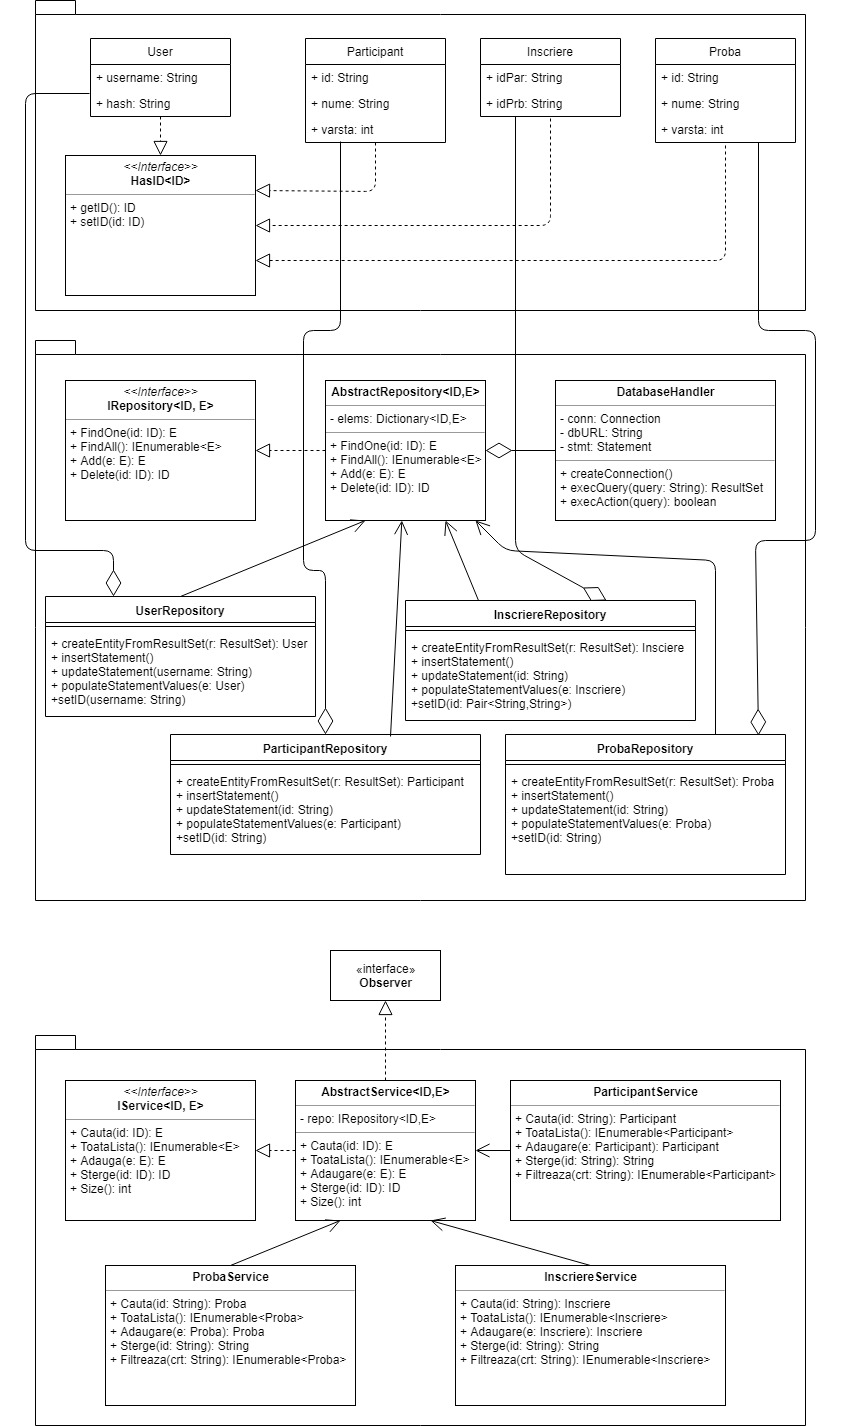 User
+ username: String
+ hash: String
Participant
+ id: String
+ nume: String
+ varsta: int
Inscriere
+ idPar: String
+ idPrb: String
Proba
+ id: String
+ nume: String
+ varsta: int
<<Interface>>
HasID<ID>
+ getID(): ID
+ setID(id: ID)
<<Interface>>
IRepository<ID, E>
+ FindOne(id: ID): E
+ FindAll(): IEnumerable<E>
+ Add(e: E): E
+ Delete(id: ID): ID
AbstractRepository<ID,E>
- elems: Dictionary<ID,E>
+ FindOne(id: ID): E
+ FindAll(): IEnumerable<E>
+ Add(e: E): E
+ Delete(id: ID): ID
DatabaseHandler
- conn: Connection
- dbURL: String
- stmt: Statement
+ createConnection()
+ execQuery(query: String): ResultSet
+ execAction(query): boolean
UserRepository
+ createEntityFromResultSet(r: ResultSet): User
+ insertStatement()
+ updateStatement(username: String)
+ populateStatementValues(e: User)
+setID(username: String)
InscriereRepository
+ createEntityFromResultSet(r: ResultSet): Insciere
+ insertStatement()
+ updateStatement(id: String)
+ populateStatementValues(e: Inscriere)
+setID(id: Pair<String,String>)
ParticipantRepository
+ createEntityFromResultSet(r: ResultSet): Participant
+ insertStatement()
+ updateStatement(id: String)
+ populateStatementValues(e: Participant)
+setID(id: String)
ProbaRepository
+ createEntityFromResultSet(r: ResultSet): Proba
+ insertStatement()
+ updateStatement(id: String)
+ populateStatementValues(e: Proba)
+setID(id: String)
«interface»
Observer
<<Interface>>
IService<ID, E>
+ Cauta(id: ID): E
+ ToataLista(): IEnumerable<E>
+ Adauga(e: E): E
+ Sterge(id: ID): ID
+ Size(): int
AbstractService<ID,E>
- repo: IRepository<ID,E>
+ Cauta(id: ID): E
+ ToataLista(): IEnumerable<E>
+ Adaugare(e: E): E
+ Sterge(id: ID): ID
+ Size(): int
ParticipantService
+ Cauta(id: String): Participant
+ ToataLista(): IEnumerable<Participant>
+ Adaugare(e: Participant): Participant
+ Sterge(id: String): String
+ Filtreaza(crt: String): IEnumerable<Participant>
ProbaService
+ Cauta(id: String): Proba
+ ToataLista(): IEnumerable<Proba>
+ Adaugare(e: Proba): Proba
+ Sterge(id: String): String
+ Filtreaza(crt: String): IEnumerable<Proba>
InscriereService
+ Cauta(id: String): Inscriere
+ ToataLista(): IEnumerable<Inscriere>
+ Adaugare(e: Inscriere): Inscriere
+ Sterge(id: String): String
+ Filtreaza(crt: String): IEnumerable<Inscriere>